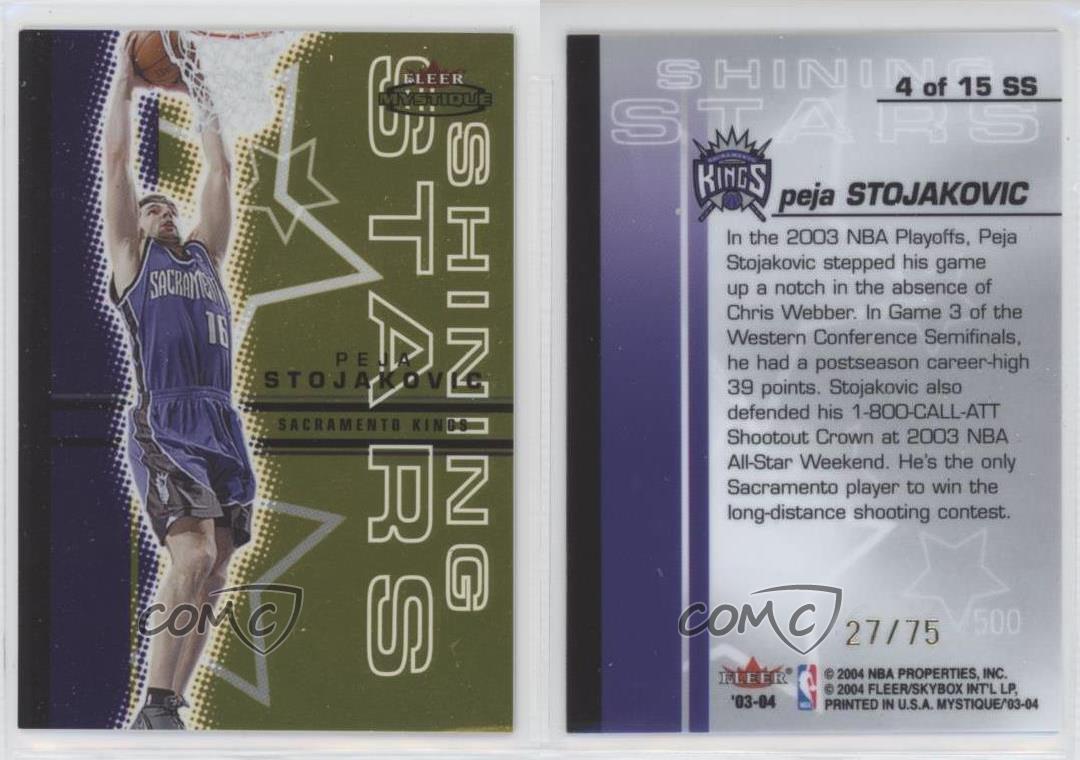 FLEER
MYSTIQUE
SHINING
STARS
SACRAMENTO
16
PEJA
STOJAKOVIC
SACRAMENTO KINGS
COMC
SHINING
STARS
4 of 15 SS
SACRAMENTO
KINGS
peja STOJAKOVIC
In the 2003 NBA Playoffs, Peja
Stojakovic stepped his game
up a notch in the absence of
Chris Webber. In Game 3 of the
Western Conference Semifinals,
he had a postseason career-high
39 points. Stojakovic also
defended his 1-800-CALL-ATT
Shootout Crown at 2003 NBA
All-Star Weekend. He's the only
Sacramento player to win the
long-distance shooting contest.
COMC
27/75
500
FLEER®
'03-04
NBA
© 2004 NBA PROPERTIES, INC.
© 2004 FLEER/SKYBOX INT'L LP,
PRINTED IN U.S.A. MYSTIQUE/'03-04